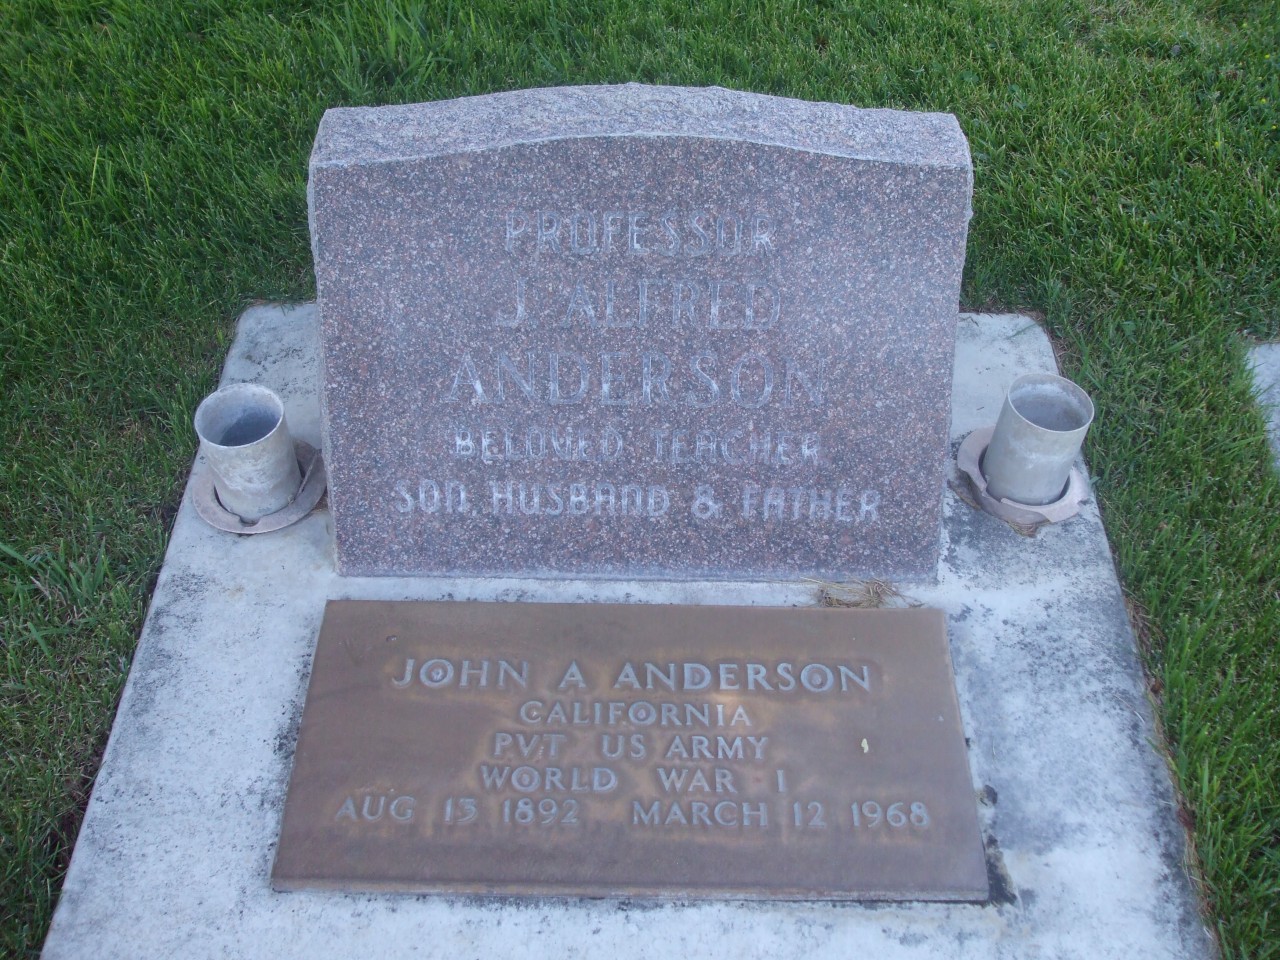 PROFESSOR
J. ALFRED
ANDERSON
BELOVED TEACHER
SON, HUSBAND & FATHER
JOHN A ANDERSON
CALIFORNIA
PVT US ARMY
WORLD WAR I
AUG 13 1892 MARCH 12 1968